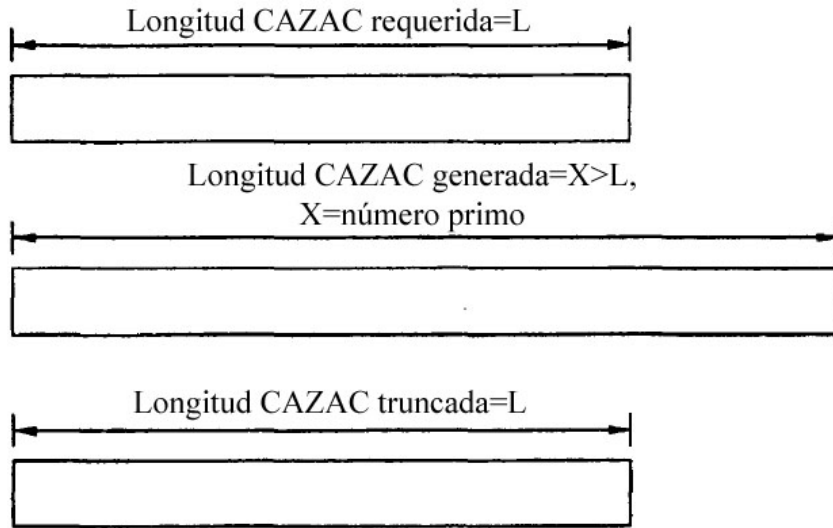 Longitud CAZAC requerida=L
Longitud CAZAC generada=X>L,
X=número primo
Longitud CAZAC truncada=L